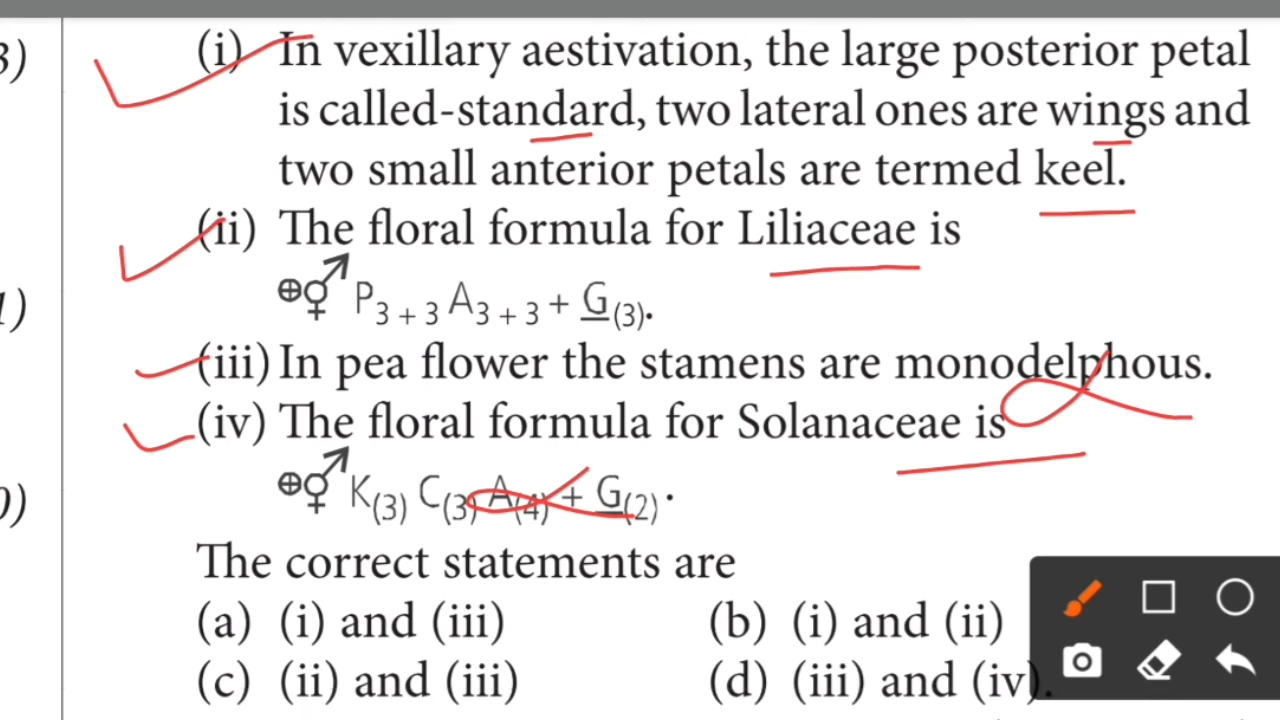 3)
(i) In vexillary aestivation, the large posterior petal
is called-standard, two lateral ones are wings and
two small anterior petals are termed keel.
(ii) The floral formula for Liliaceae is
⊕⚥ P3 + 3 A3 + 3 + G(3).
1)
(iii) In pea flower the stamens are monodelphous.
(iv) The floral formula for Solanaceae is
⊕⚥ K(3) C(3) A(4) + G(2) .
0)
The correct statements are
(a) (i) and (iii) (b) (i) and (ii)
(c) (ii) and (iii) (d) (iii) and (iv).